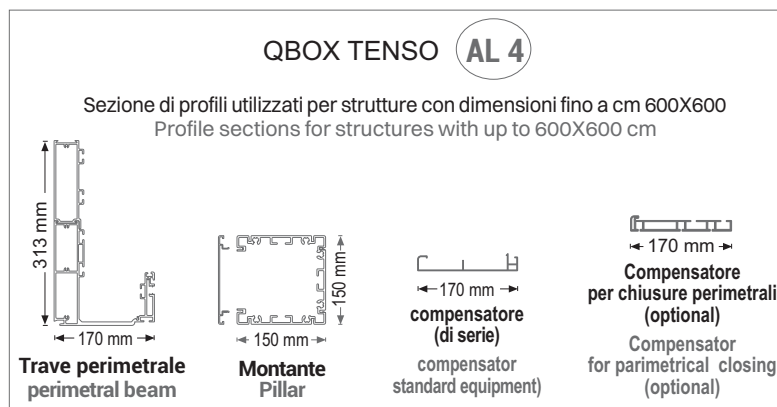 QBOX TENSO AL 4
Sezione di profili utilizzati per strutture con dimensioni fino a cm 600X600
Profile sections for structures with up to 600X600 cm
313 mm
170 mm
Trave perimetrale
perimetral beam
150 mm
150 mm
Montante
Pillar
170 mm
compensatore
(di serie)
compensator
standard equipment)
170 mm
Compensatore
per chiusure perimetrali
(optional)
Compensator
for parimetrical closing
(optional)